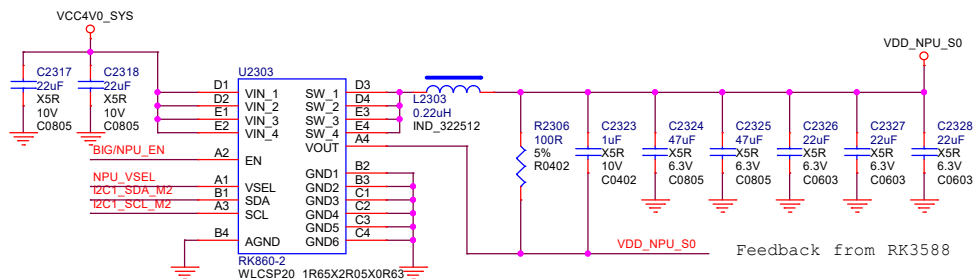 VCC4V0_SYS
VDD_NPU_S0
C2317
22uF
X5R
10V
C0805
C2318
22uF
X5R
10V
C0805
U2303
D1 VIN_1 SW_1 D3
D2 VIN_2 SW_2 D4
E1 VIN_3 SW_3 E3
E2 VIN_4 SW_4 E4
VOUT A4
BIG/NPU_EN A2 EN
GND1 B2
NPU_VSEL A1 VSEL GND2 B3
I2C1_SDA_M2 B1 SDA GND3 C1
I2C1_SCL_M2 A3 SCL GND4 C2
GND5 C3
B4 AGND GND6 C4
RK860-2
WLCSP20_1R65X2R05X0R63
L2303
0.22uH
IND_322512
R2306
100R
5%
R0402
C2323
1uF
X5R
10V
C0402
C2324
47uF
X5R
6.3V
C0805
C2325
47uF
X5R
6.3V
C0805
C2326
22uF
X5R
6.3V
C0603
C2327
22uF
X5R
6.3V
C0603
C2328
22uF
X5R
6.3V
C0603
VDD_NPU_S0
Feedback from RK3588